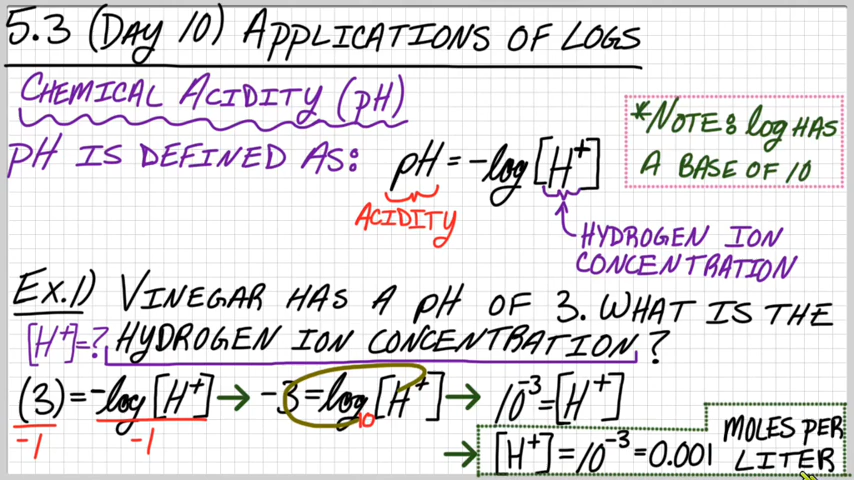 5.3 (DAY 10) APPLICATIONS OF LOGS
CHEMICAL ACIDITY (pH)
pH IS DEFINED AS:
pH = -log [H⁺]
ACIDITY
HYDROGEN ION
CONCENTRATION
*NOTE: log HAS
A BASE OF 10
EX.1) VINEGAR HAS A pH OF 3. WHAT IS THE
[H⁺]=? HYDROGEN ION CONCENTRATION?
(3) = -log [H⁺] → -3 = log₁₀ [H⁺] → 10⁻³ = [H⁺]
-1 -1
→ [H⁺] = 10⁻³ = 0.001 MOLES PER
LITER